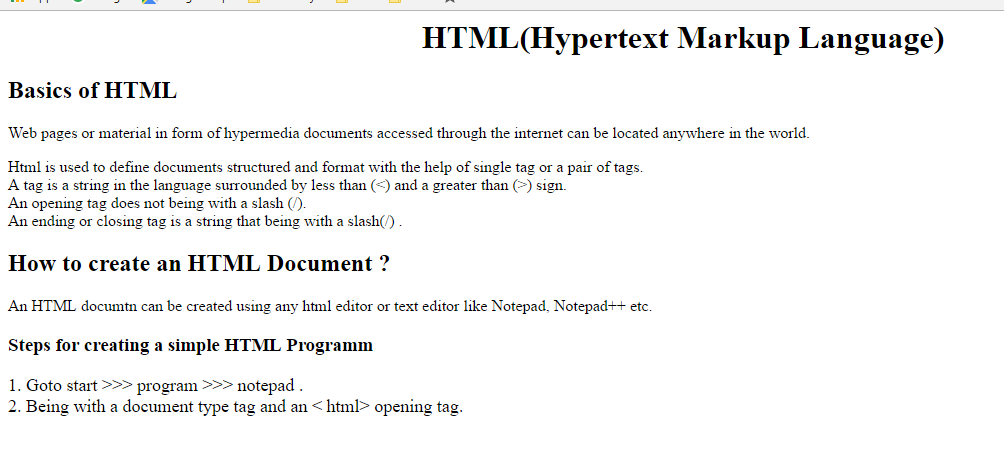 HTML(Hypertext Markup Language)
Basics of HTML
Web pages or material in form of hypermedia documents accessed through the internet can be located anywhere in the world.
Html is used to define documents structured and format with the help of single tag or a pair of tags.
A tag is a string in the language surrounded by less than (<) and a greater than (>) sign.
An opening tag does not being with a slash (/).
An ending or closing tag is a string that being with a slash(/) .
How to create an HTML Document ?
An HTML documtn can be created using any html editor or text editor like Notepad, Notepad++ etc.
Steps for creating a simple HTML Programm
1. Goto start >>> program >>> notepad .
2. Being with a document type tag and an < html> opening tag.